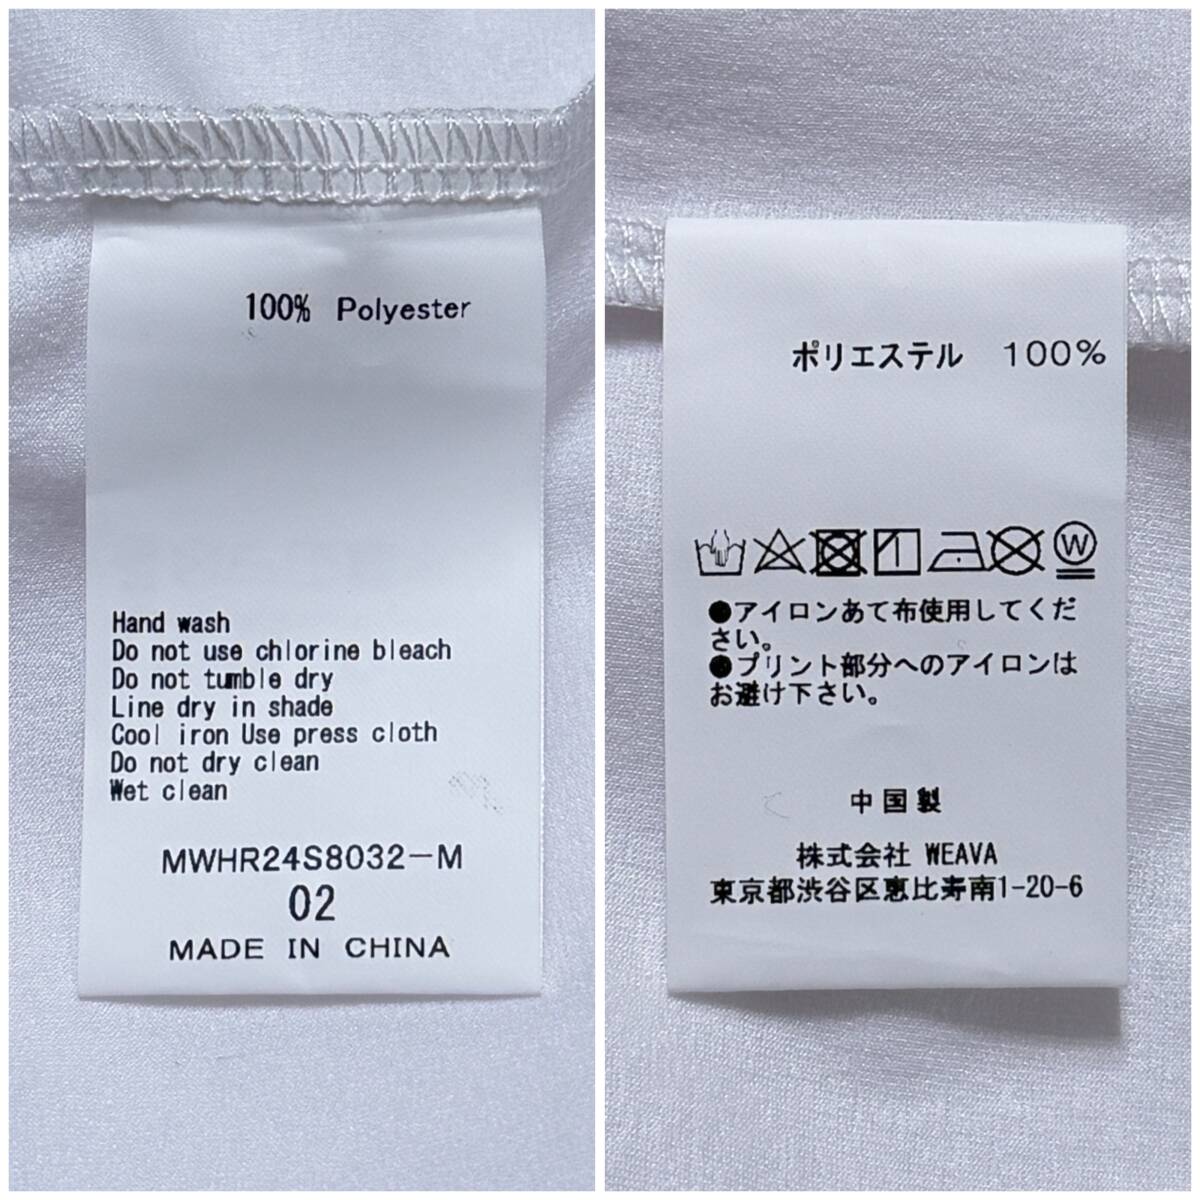 100% Polyester
Hand wash
Do not use chlorine bleach
Do not tumble dry
Line dry in shade
Cool iron Use press cloth
Do not dry clean
Wet clean
MWHR24S8032-M
02
MADE IN CHINA
ポリエステル 100%
W
●アイロンあて布使用してくだ
さい。
●プリント部分へのアイロンは
お避け下さい。
中国製
株式会社 WEAVA
東京都渋谷区恵比寿南1-20-6